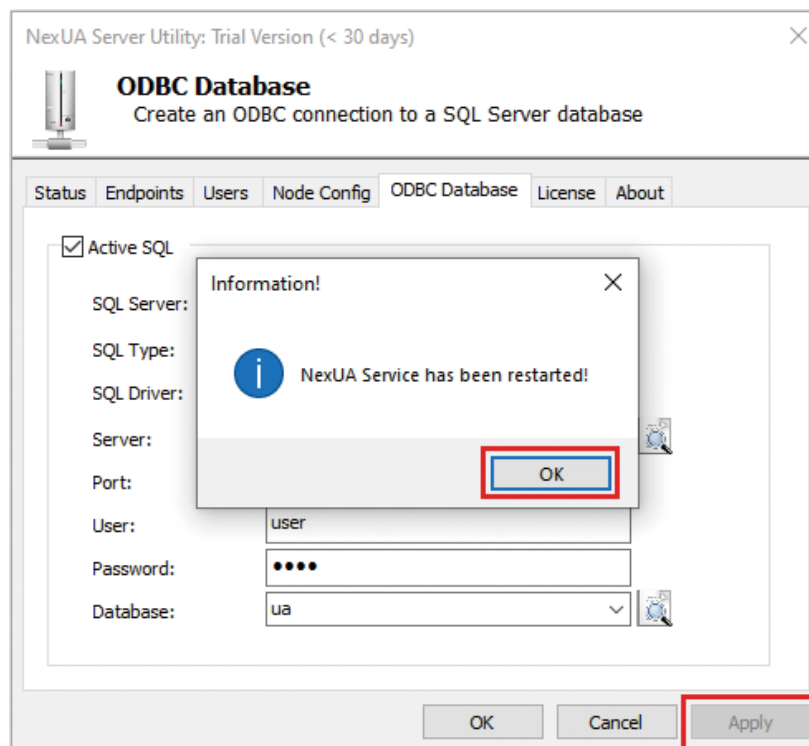 NexUA Server Utility: Trial Version (< 30 days)
ODBC Database
Create an ODBC connection to a SQL Server database
Status Endpoints Users Node Config ODBC Database License About
Active SQL
Information!
SQL Server:
SQL Type:
NexUA Service has been restarted!
SQL Driver:
Server:
OK
Port:
User: user
Password: ••••
Database: ua
OK Cancel Apply